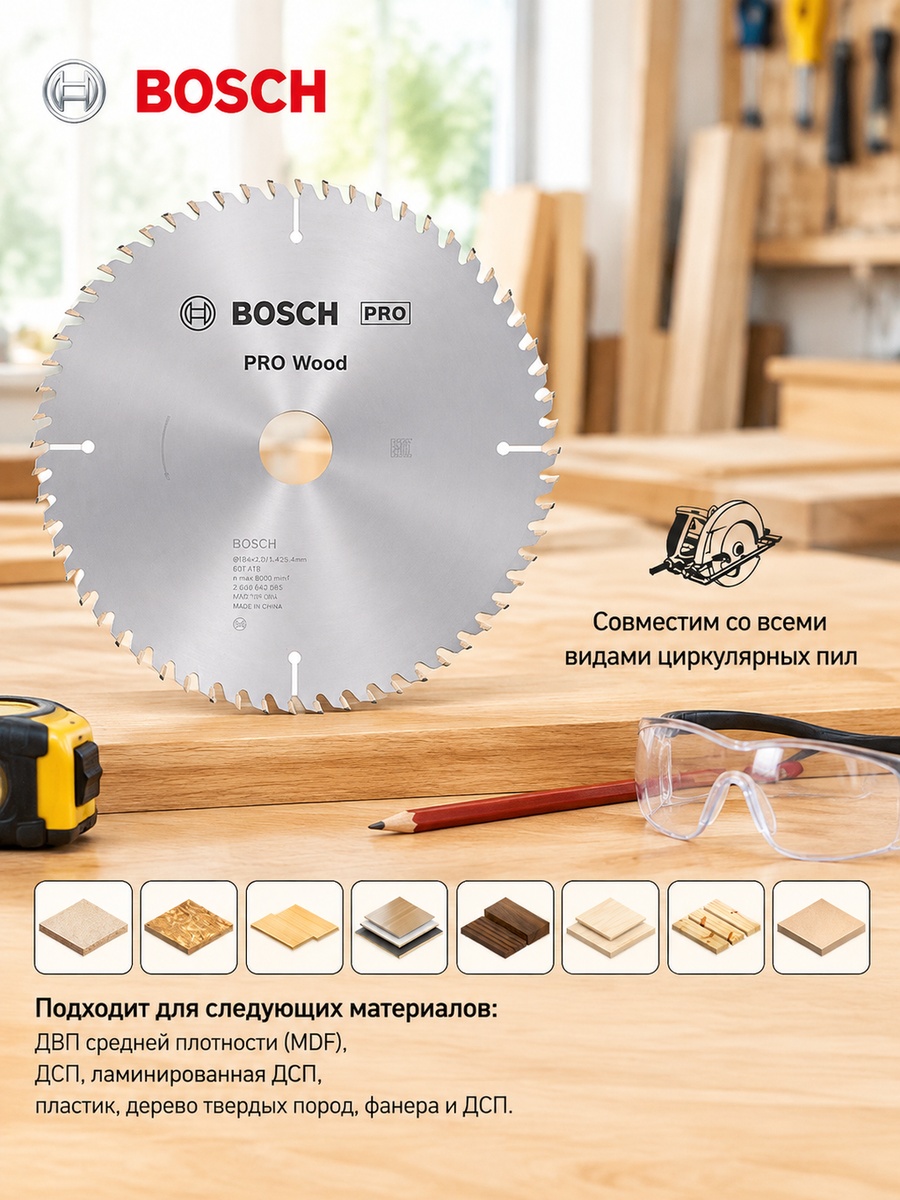 BOSCH
BOSCH PRO
PRO Wood
BOSCH
60T ATB
MADE IN CHINA
Совместим со всеми
видами циркулярных пил
Подходит для следующих материалов:
ДВП средней плотности (MDF),
ДСП, ламинированная ДСП,
пластик, дерево твердых пород, фанера и ДСП.